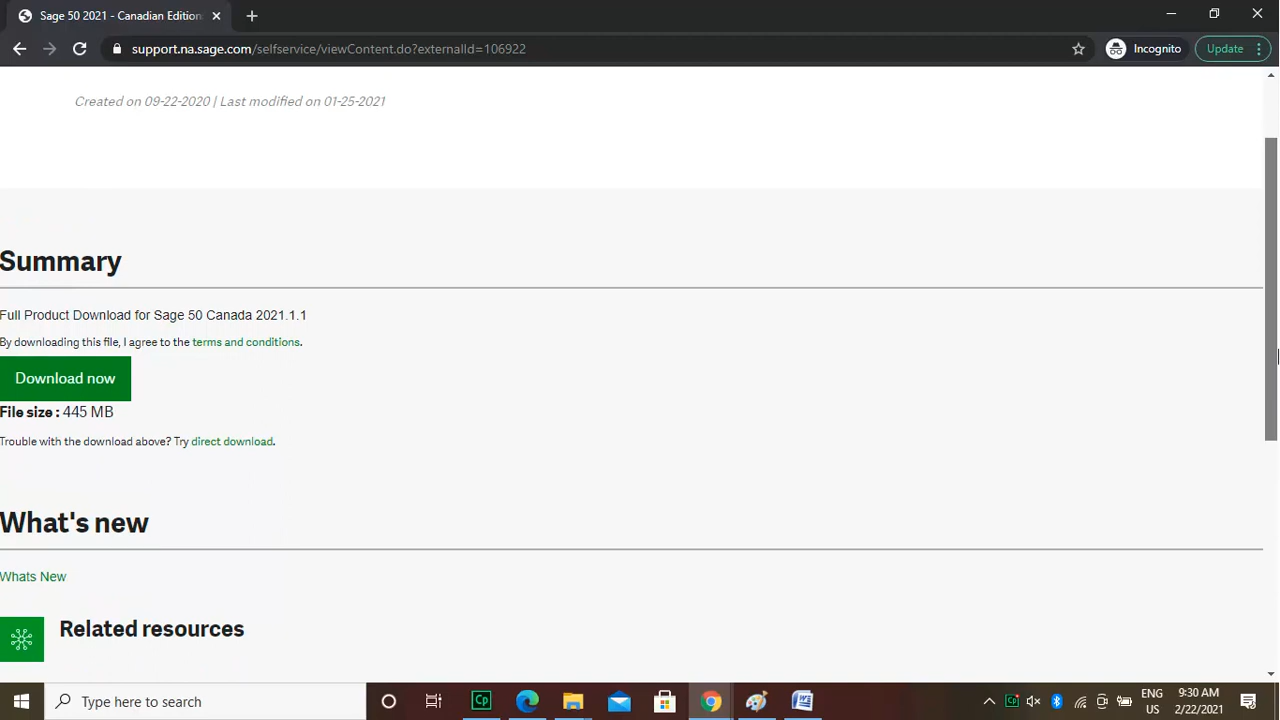 Sage 50 2021 - Canadian Edition
support.na.sage.com/selfservice/viewContent.do?externalId=106922
Incognito
Update
Created on 09-22-2020 | Last modified on 01-25-2021
Summary
Full Product Download for Sage 50 Canada 2021.1.1
By downloading this file, I agree to the terms and conditions.
Download now
File size : 445 MB
Trouble with the download above? Try direct download.
What's new
Whats New
Related resources
Type here to search
Cp
Cp
ENG
US
9:30 AM
2/22/2021